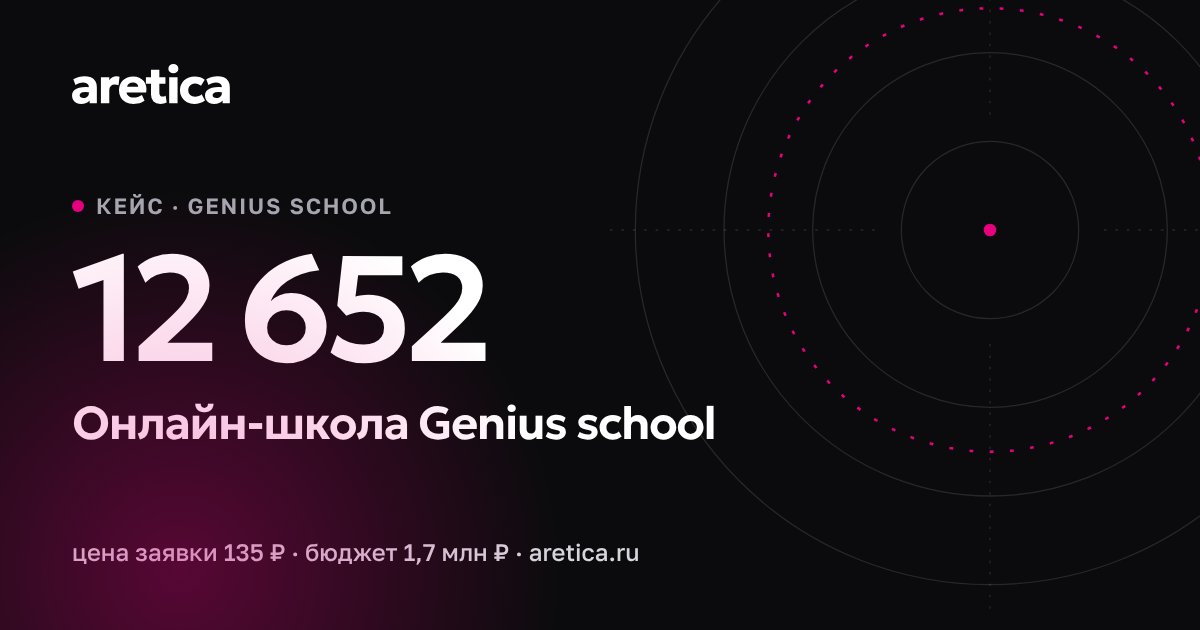 aretica
КЕЙС · GENIUS SCHOOL
12 652
Онлайн-школа Genius school
цена заявки 135 ₽ · бюджет 1,7 млн ₽ · aretica.ru